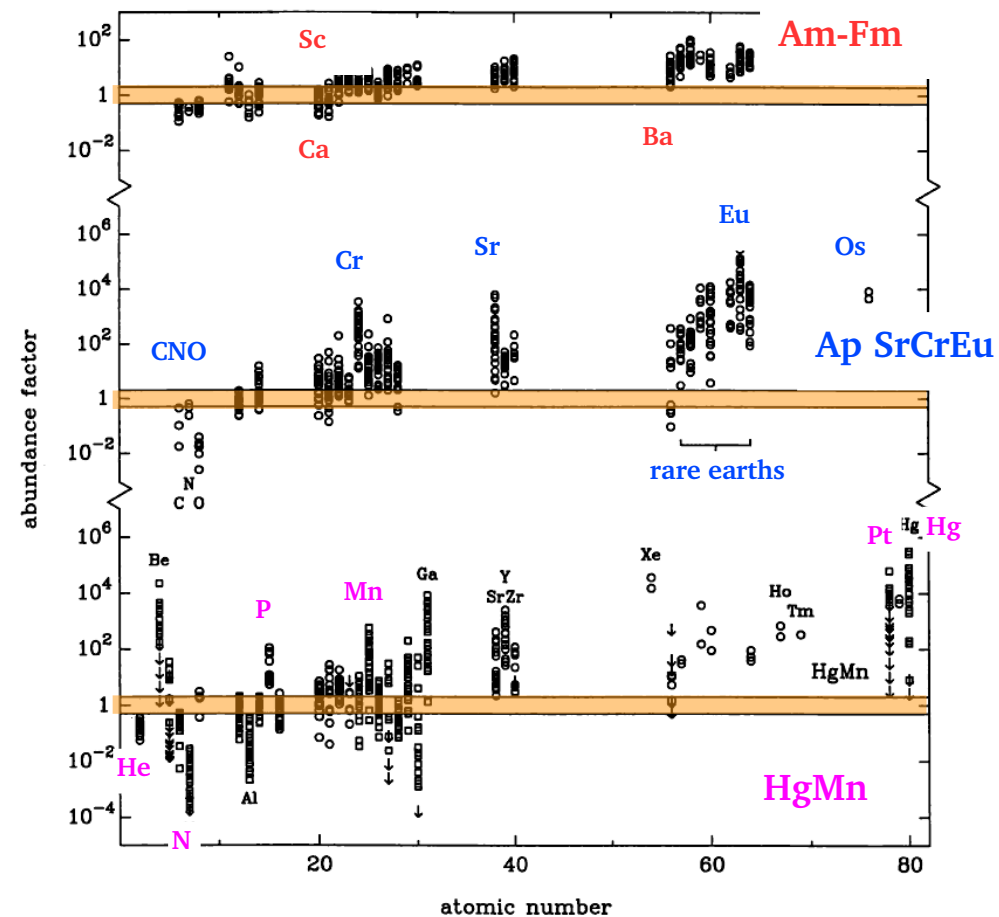 10²
1
10⁻²
Sc
Am-Fm
Ca
Ba
10⁶
10⁴
10²
1
10⁻²
CNO
Cr
Sr
Eu
Os
Ap SrCrEu
rare earths
N
C O
abundance factor
10⁶
10⁴
10²
1
10⁻²
10⁻⁴
Be
P
Mn
Ga
Y
SrZr
Xe
Ho
Tm
HgMn
Pt
Hg
Hg
He
N
Al
HgMn
20
40
60
80
atomic number